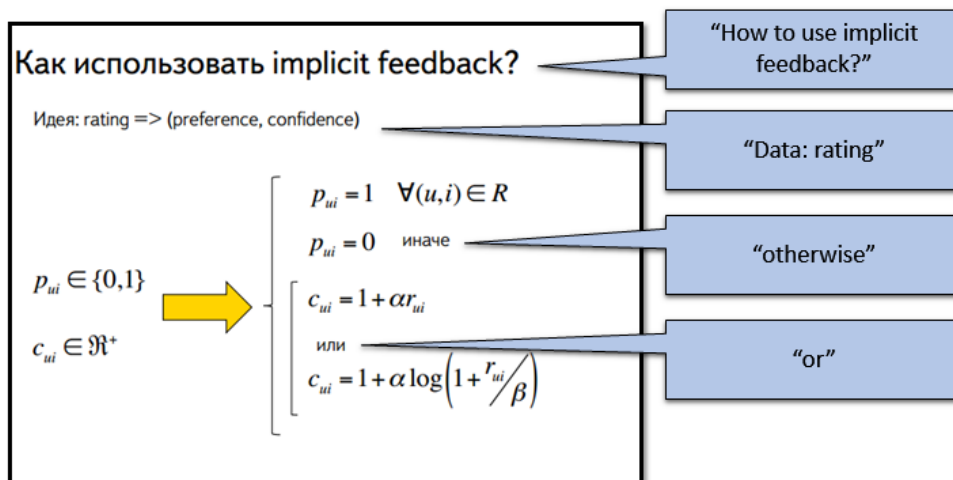 Как использовать implicit feedback?
“How to use implicit
feedback?”
Идея: rating => (preference, confidence)
“Data: rating”
p_ui = 1 ∀(u,i) ∈ R
p_ui = 0 иначе
“otherwise”
p_ui ∈ {0,1}
c_ui ∈ ℜ⁺
c_ui = 1 + αr_ui
или
“or”
c_ui = 1 + α log(1 + r_ui/β)